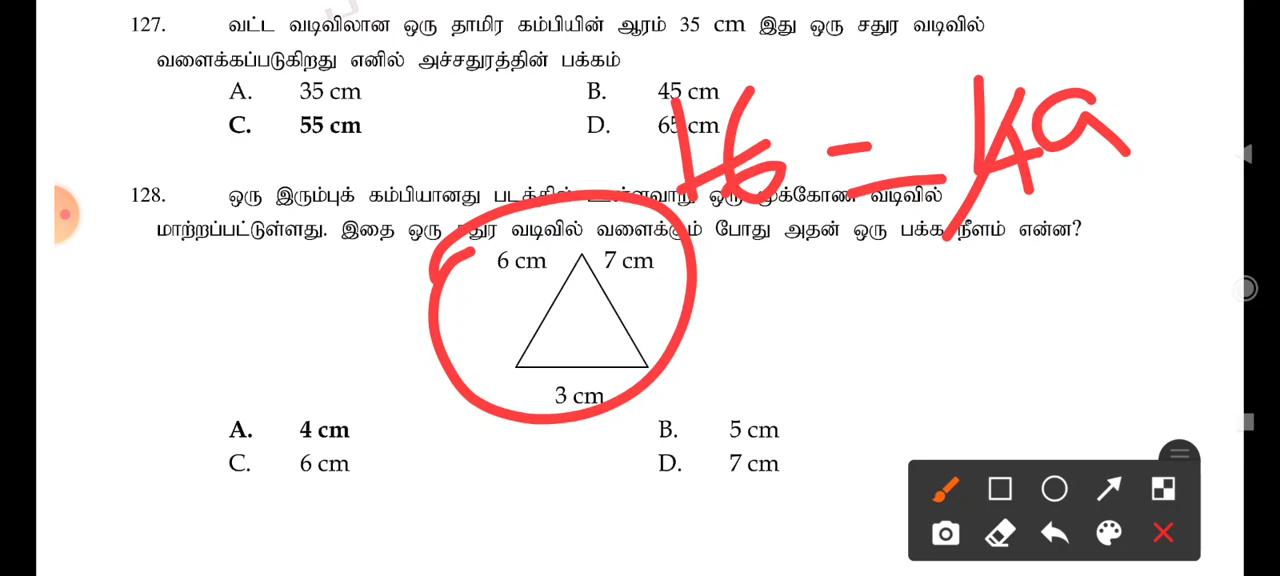 127. வட்ட வடிவிலான ஒரு தாமிர கம்பியின் ஆரம் 35 cm இது ஒரு சதுர வடிவில்
வளைக்கப்படுகிறது எனில் அச்சதுரத்தின் பக்கம்
A. 35 cm B. 45 cm
C. 55 cm D. 65 cm
16 = 4a
128. ஒரு இரும்புக் கம்பியானது படத்தில் உள்ளவாறு ஒரு முக்கோண வடிவில்
மாற்றப்பட்டுள்ளது. இதை ஒரு சதுர வடிவில் வளைக்கும் போது அதன் ஒரு பக்க நீளம் என்ன?
6 cm 7 cm
3 cm
A. 4 cm B. 5 cm
C. 6 cm D. 7 cm